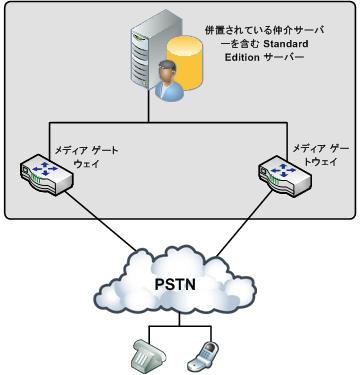 併置されている仲介サーバ
ーを含む Standard
Edition サーバー
メディア ゲート
ウェイ
メディア ゲー
トウェイ
PSTN